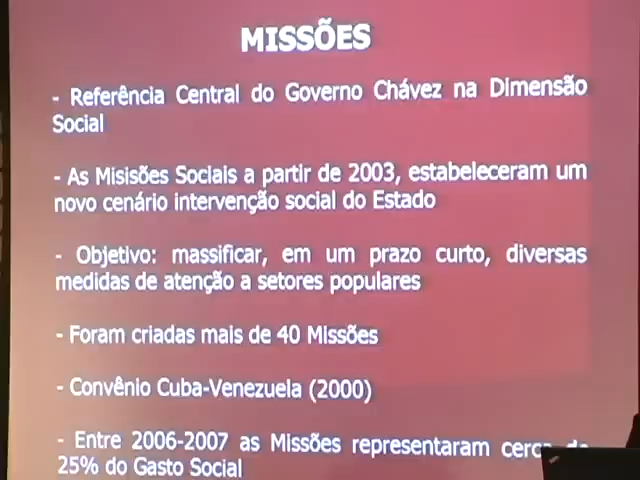 MISSÕES
- Referência Central do Governo Chávez na Dimensão
Social
- As Misisões Sociais a partir de 2003, estabeleceram um
novo cenário intervenção social do Estado
- Objetivo: massificar, em um prazo curto, diversas
medidas de atenção a setores populares
- Foram criadas mais de 40 Missões
- Convênio Cuba-Venezuela (2000)
- Entre 2006-2007 as Missões representaram cerca de
25% do Gasto Social